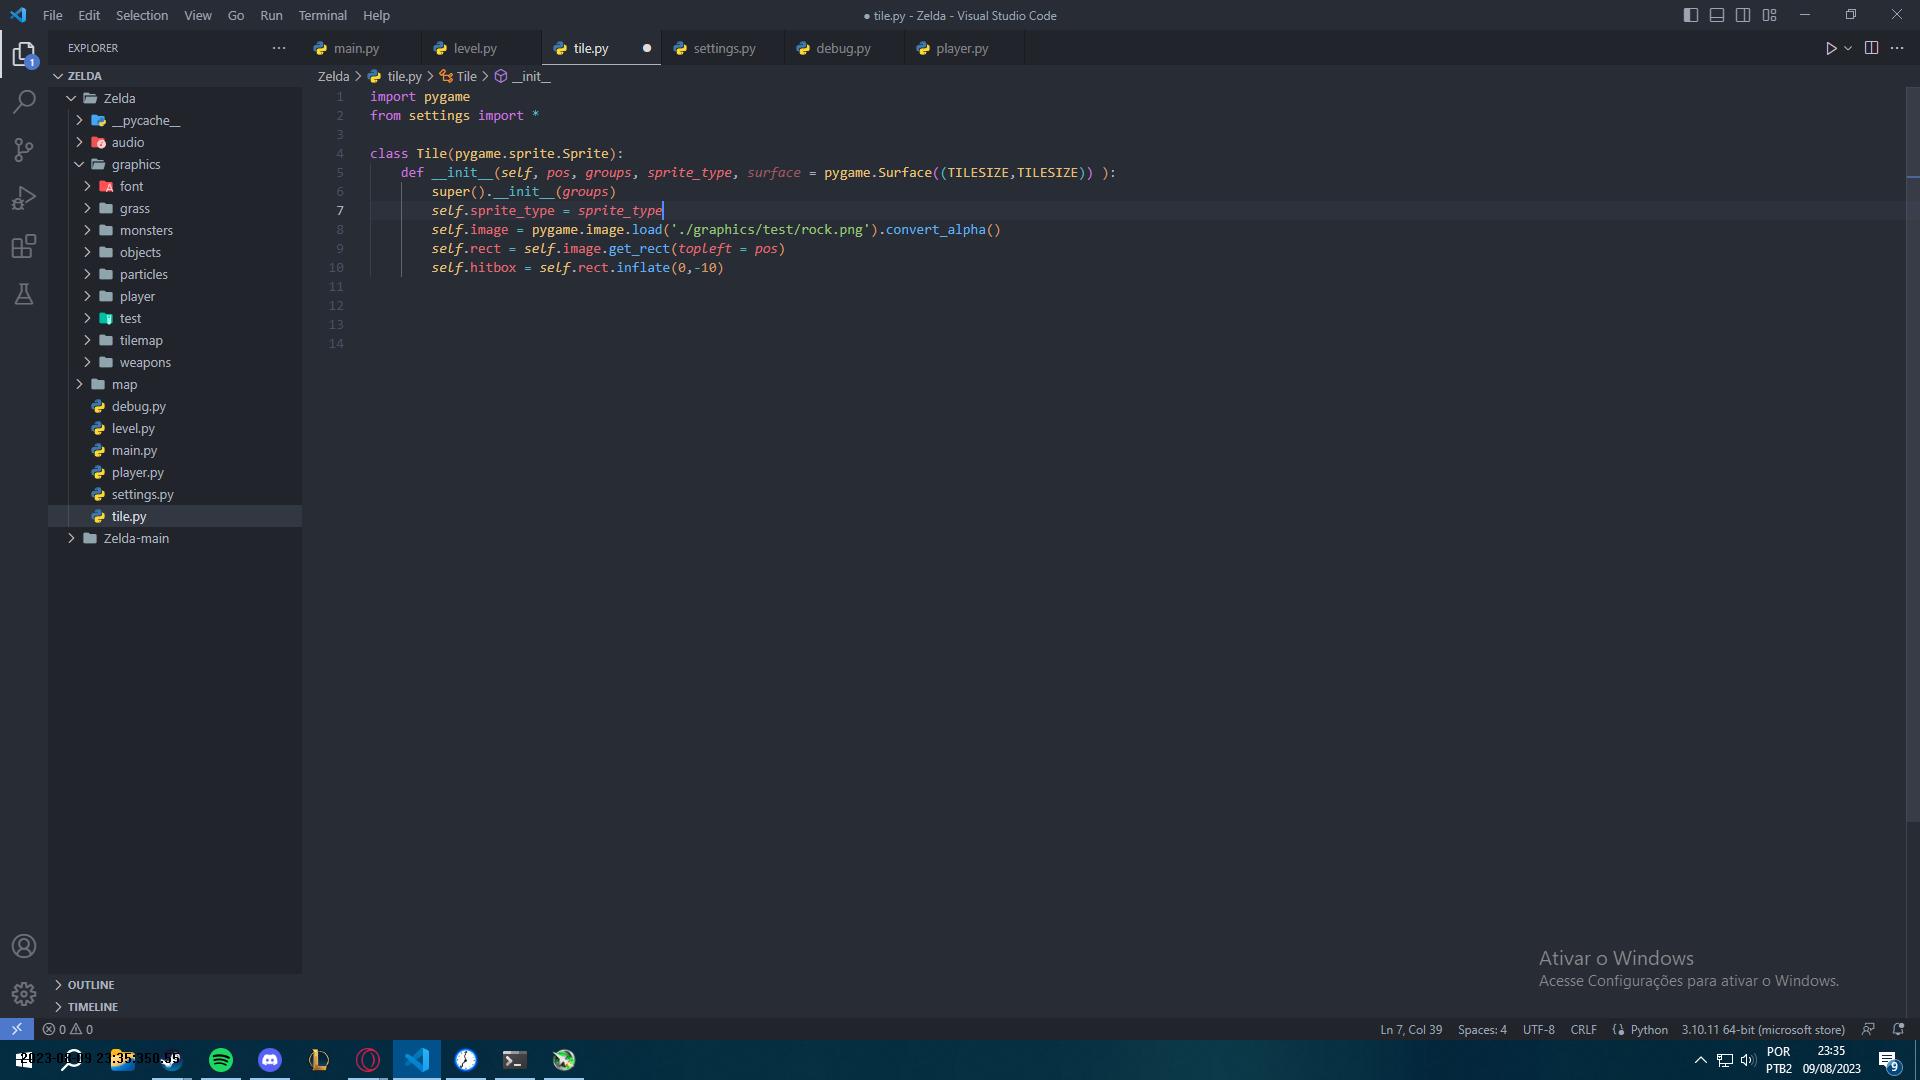 File Edit Selection View Go Run Terminal Help
● tile.py - Zelda - Visual Studio Code
EXPLORER
main.py
level.py
tile.py
settings.py
debug.py
player.py
1
ZELDA
Zelda > tile.py > Tile > __init__
Zelda
__pycache__
audio
graphics
font
grass
monsters
objects
particles
player
test
tilemap
weapons
map
debug.py
level.py
main.py
player.py
settings.py
tile.py
Zelda-main
1 import pygame
2 from settings import *
3
4 class Tile(pygame.sprite.Sprite):
5     def __init__(self, pos, groups, sprite_type, surface = pygame.Surface((TILESIZE,TILESIZE)) ):
6         super().__init__(groups)
7         self.sprite_type = sprite_type
8         self.image = pygame.image.load('./graphics/test/rock.png').convert_alpha()
9         self.rect = self.image.get_rect(topleft = pos)
10         self.hitbox = self.rect.inflate(0,-10)
11
12
13
14
Ativar o Windows
Acesse Configurações para ativar o Windows.
OUTLINE
TIMELINE
0 0
Ln 7, Col 39 Spaces: 4 UTF-8 CRLF Python 3.10.11 64-bit (microsoft store)
POR
PTB2
23:35
09/08/2023
9